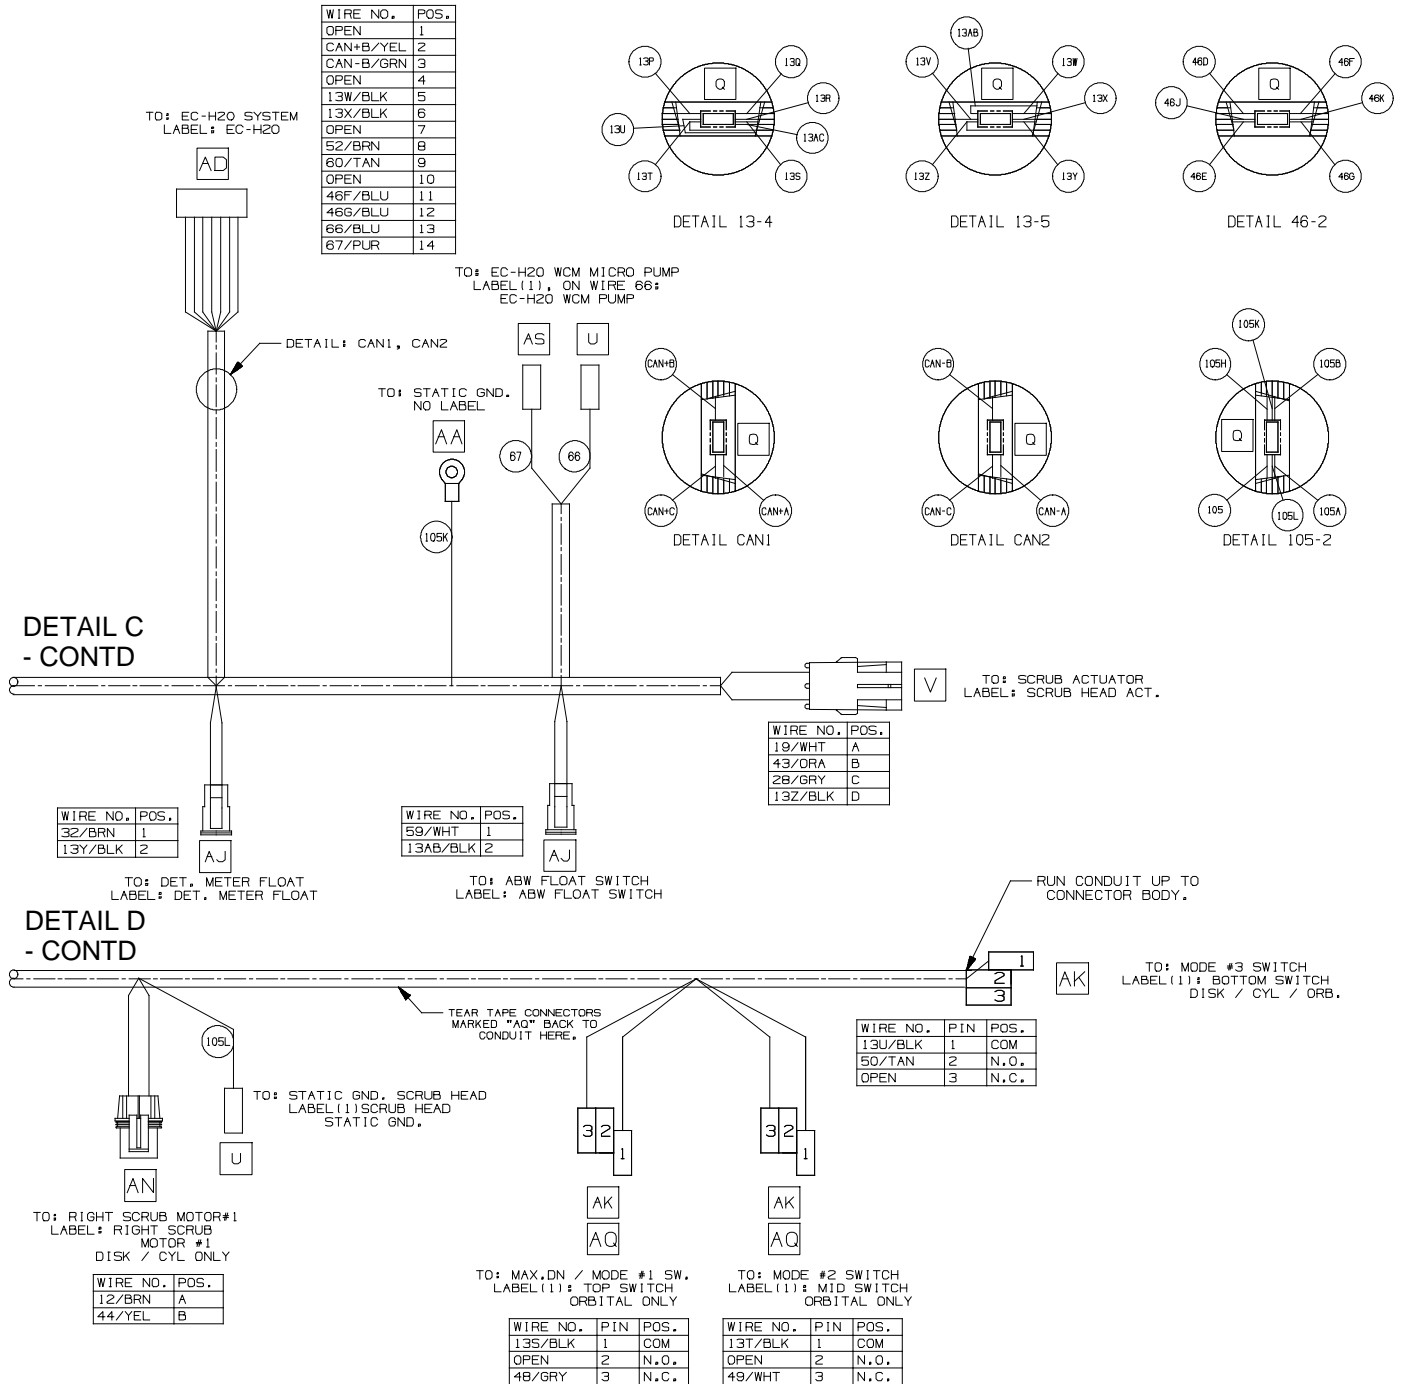 WIRE NO. POS.
OPEN 1
CAN+B/YEL 2
CAN-B/GRN 3
OPEN 4
13W/BLK 5
13X/BLK 6
OPEN 7
52/BRN 8
60/TAN 9
OPEN 10
46F/BLU 11
46G/BLU 12
66/BLU 13
67/PUR 14
TO: EC-H2O SYSTEM
LABEL: EC-H2O
AD
DETAIL: CAN1, CAN2
13P
13Q
Q
13R
13U
13AC
13T
13S
DETAIL 13-4
13AB
13V
13W
Q
13X
13Z
13Y
DETAIL 13-5
46D
46F
Q
46J
46K
46E
46G
DETAIL 46-2
TO: EC-H2O WCM MICRO PUMP
LABEL(1), ON WIRE 66:
EC-H2O WCM PUMP
AS
U
67
66
TO: STATIC GND.
NO LABEL
AA
105K
CAN+B
Q
CAN+C
CAN+A
DETAIL CAN1
CAN-B
Q
CAN-C
CAN-A
DETAIL CAN2
105K
105H
105B
Q
105
105L
105A
DETAIL 105-2
DETAIL C
- CONTD
V
TO: SCRUB ACTUATOR
LABEL: SCRUB HEAD ACT.
WIRE NO. POS.
19/WHT A
43/ORA B
28/GRY C
13Z/BLK D
WIRE NO. POS.
32/BRN 1
13Y/BLK 2
AJ
TO: DET. METER FLOAT
LABEL: DET. METER FLOAT
WIRE NO. POS.
59/WHT 1
13AB/BLK 2
AJ
TO: ABW FLOAT SWITCH
LABEL: ABW FLOAT SWITCH
DETAIL D
- CONTD
RUN CONDUIT UP TO
CONNECTOR BODY.
1
2
3
AK
TO: MODE #3 SWITCH
LABEL(1): BOTTOM SWITCH
DISK / CYL / ORB.
WIRE NO. PIN POS.
13U/BLK 1 COM
50/TAN 2 N.O.
OPEN 3 N.C.
TEAR TAPE CONNECTORS
MARKED "AQ" BACK TO
CONDUIT HERE.
105L
TO: STATIC GND. SCRUB HEAD
LABEL(1)SCRUB HEAD
STATIC GND.
U
AN
TO: RIGHT SCRUB MOTOR#1
LABEL: RIGHT SCRUB
MOTOR #1
DISK / CYL ONLY
WIRE NO. POS.
12/BRN A
44/YEL B
3 2
1
AK
AQ
TO: MAX.DN / MODE #1 SW.
LABEL(1): TOP SWITCH
ORBITAL ONLY
WIRE NO. PIN POS.
13S/BLK 1 COM
OPEN 2 N.O.
48/GRY 3 N.C.
3 2
1
AK
AQ
TO: MODE #2 SWITCH
LABEL(1): MID SWITCH
ORBITAL ONLY
WIRE NO. PIN POS.
13T/BLK 1 COM
OPEN 2 N.O.
49/WHT 3 N.C.